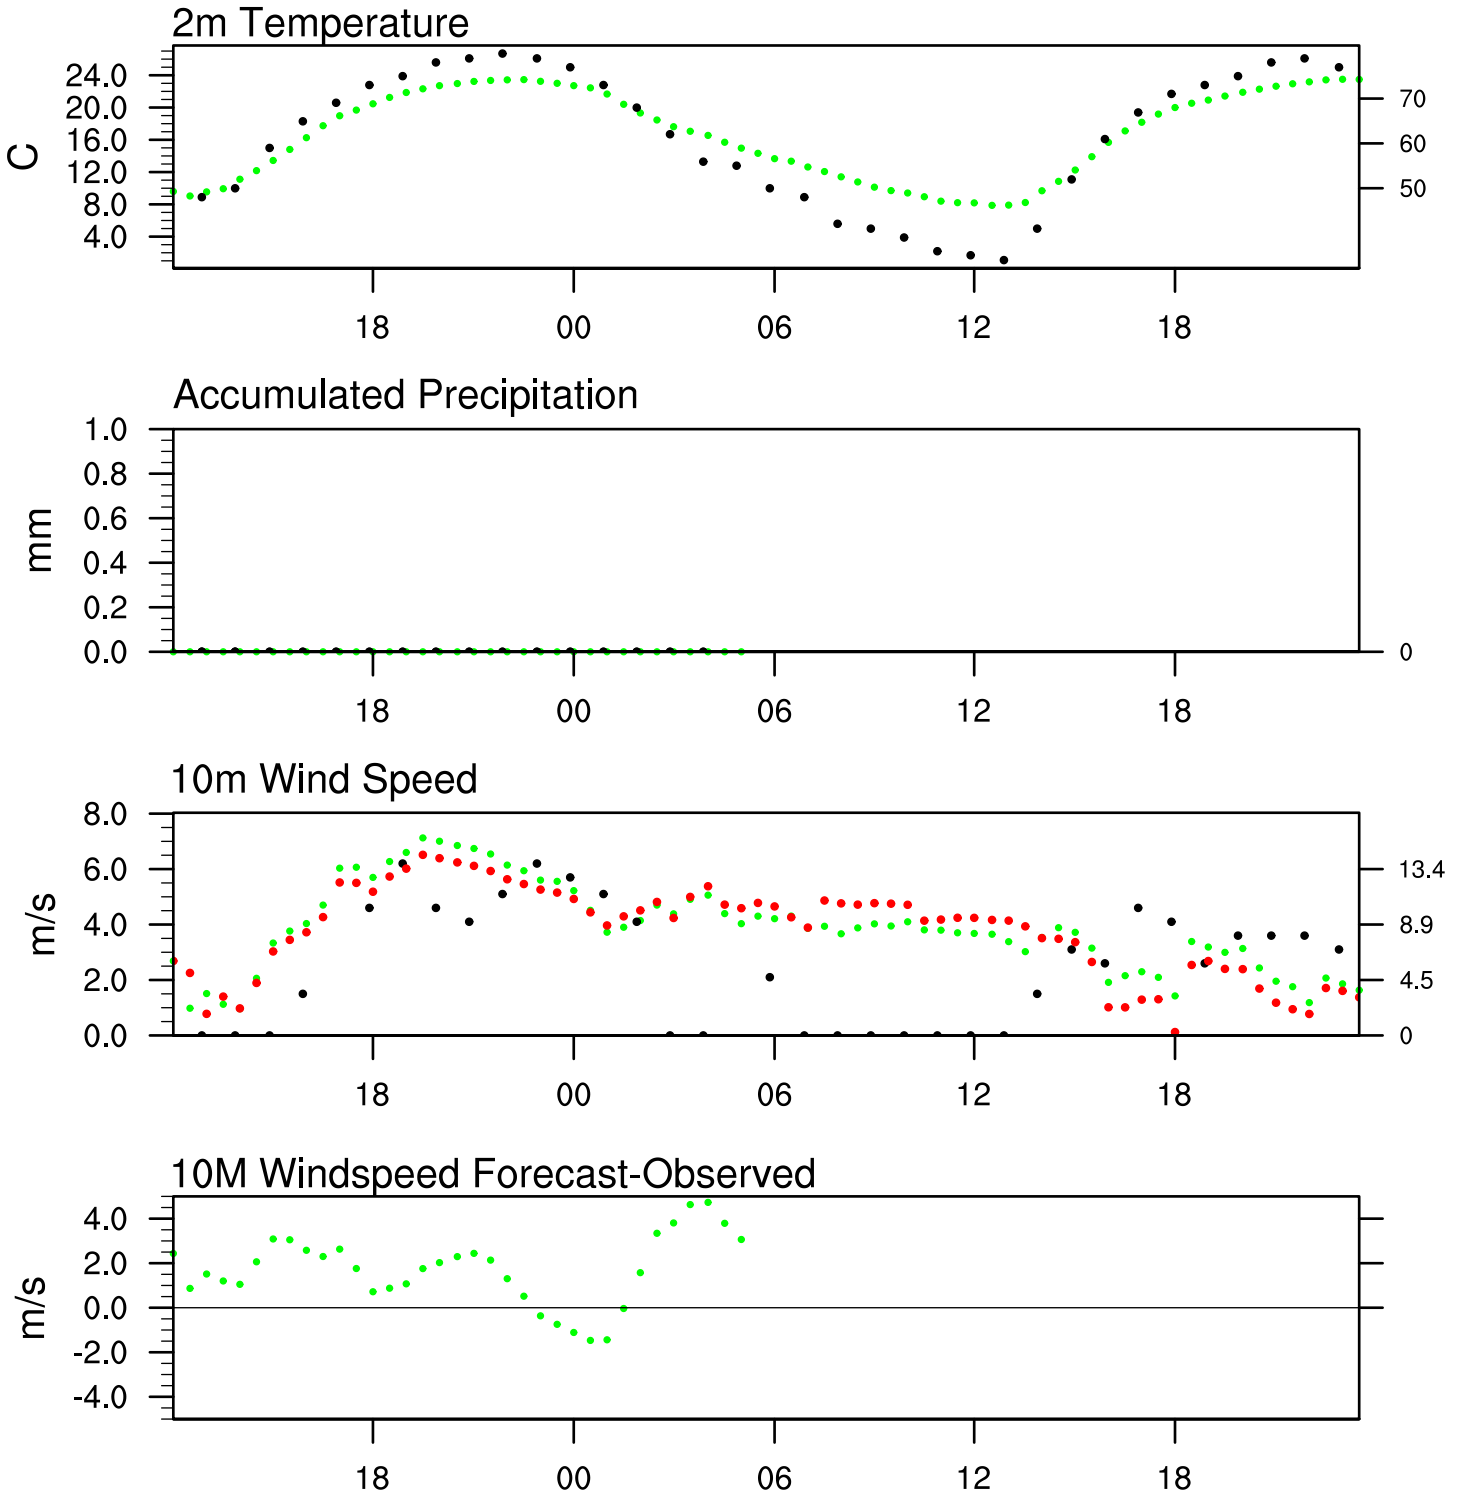 2m Temperature
24.0
20.0
16.0
12.0
8.0
4.0
C
70
60
50
18 00 06 12 18
Accumulated Precipitation
1.0
0.8
0.6
0.4
0.2
0.0
mm
0
18 00 06 12 18
10m Wind Speed
8.0
6.0
4.0
2.0
0.0
m/s
13.4
8.9
4.5
0
18 00 06 12 18
10M Windspeed Forecast-Observed
4.0
2.0
0.0
-2.0
-4.0
m/s
18 00 06 12 18